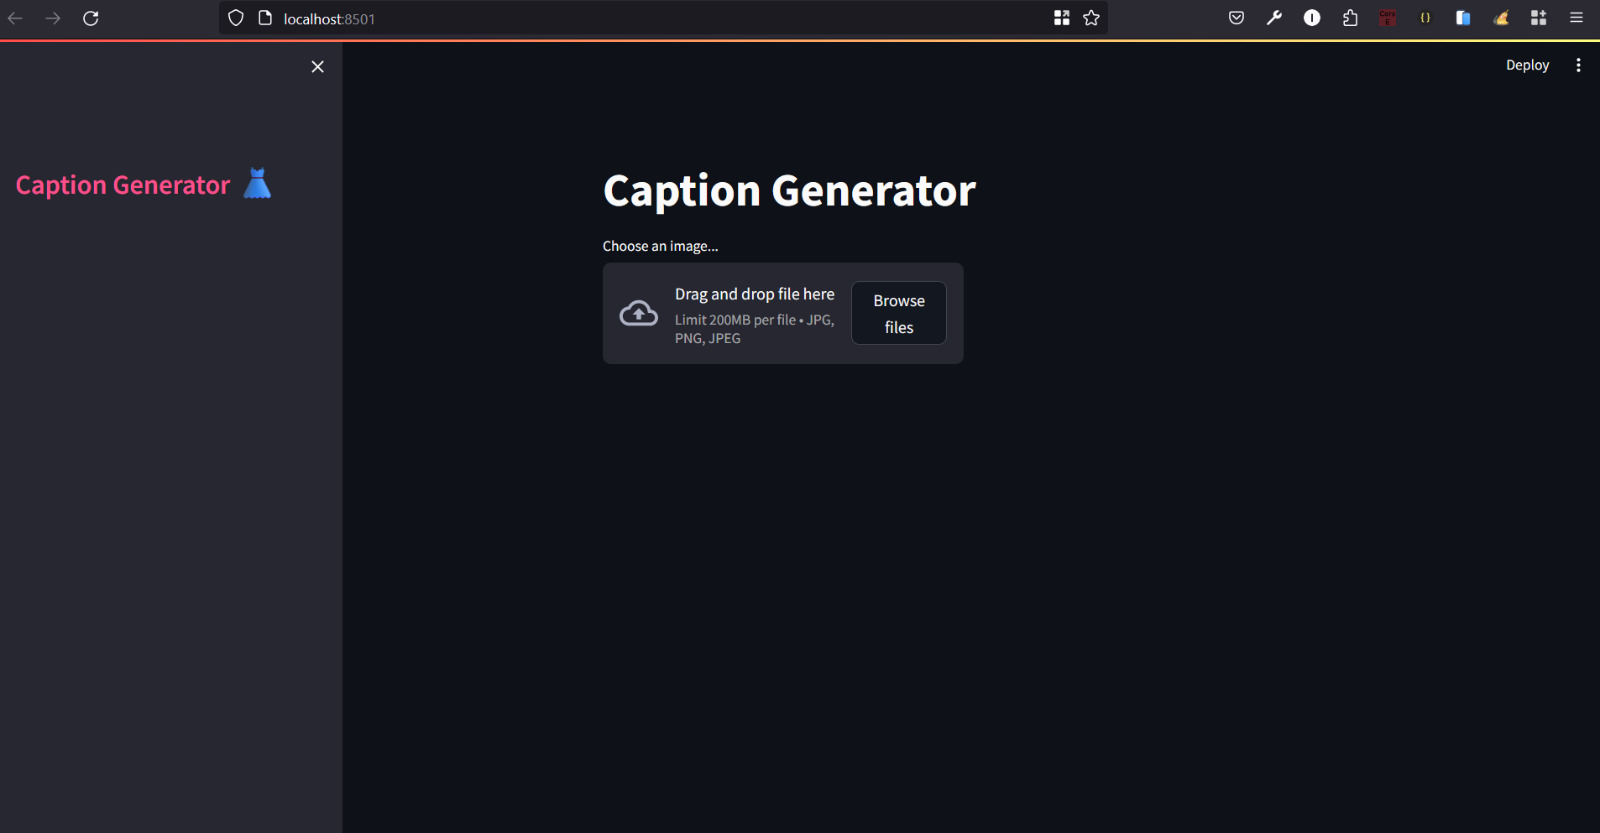 localhost:8501
Deploy
Caption Generator
Caption Generator
Choose an image...
Drag and drop file here
Limit 200MB per file • JPG,
PNG, JPEG
Browse
files